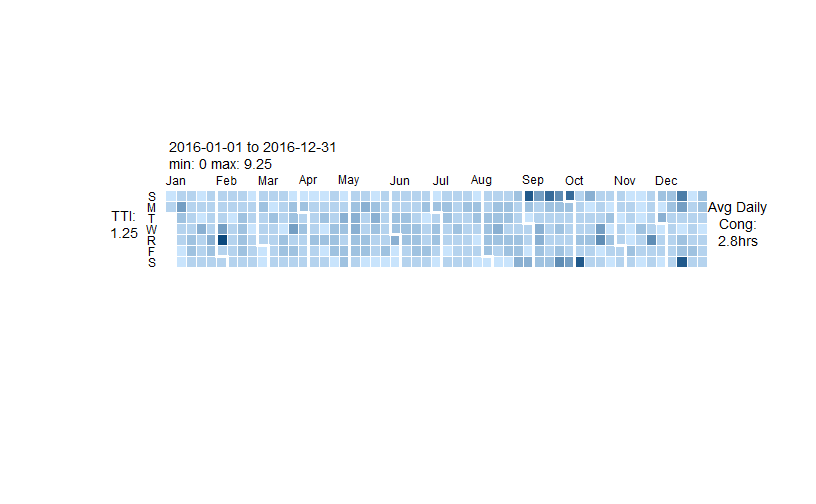 2016-01-01 to 2016-12-31
min: 0 max: 9.25
Jan Feb Mar Apr May Jun Jul Aug Sep Oct Nov Dec
S
M
T
W
R
F
S
TTI:
1.25
Avg Daily
Cong:
2.8hrs